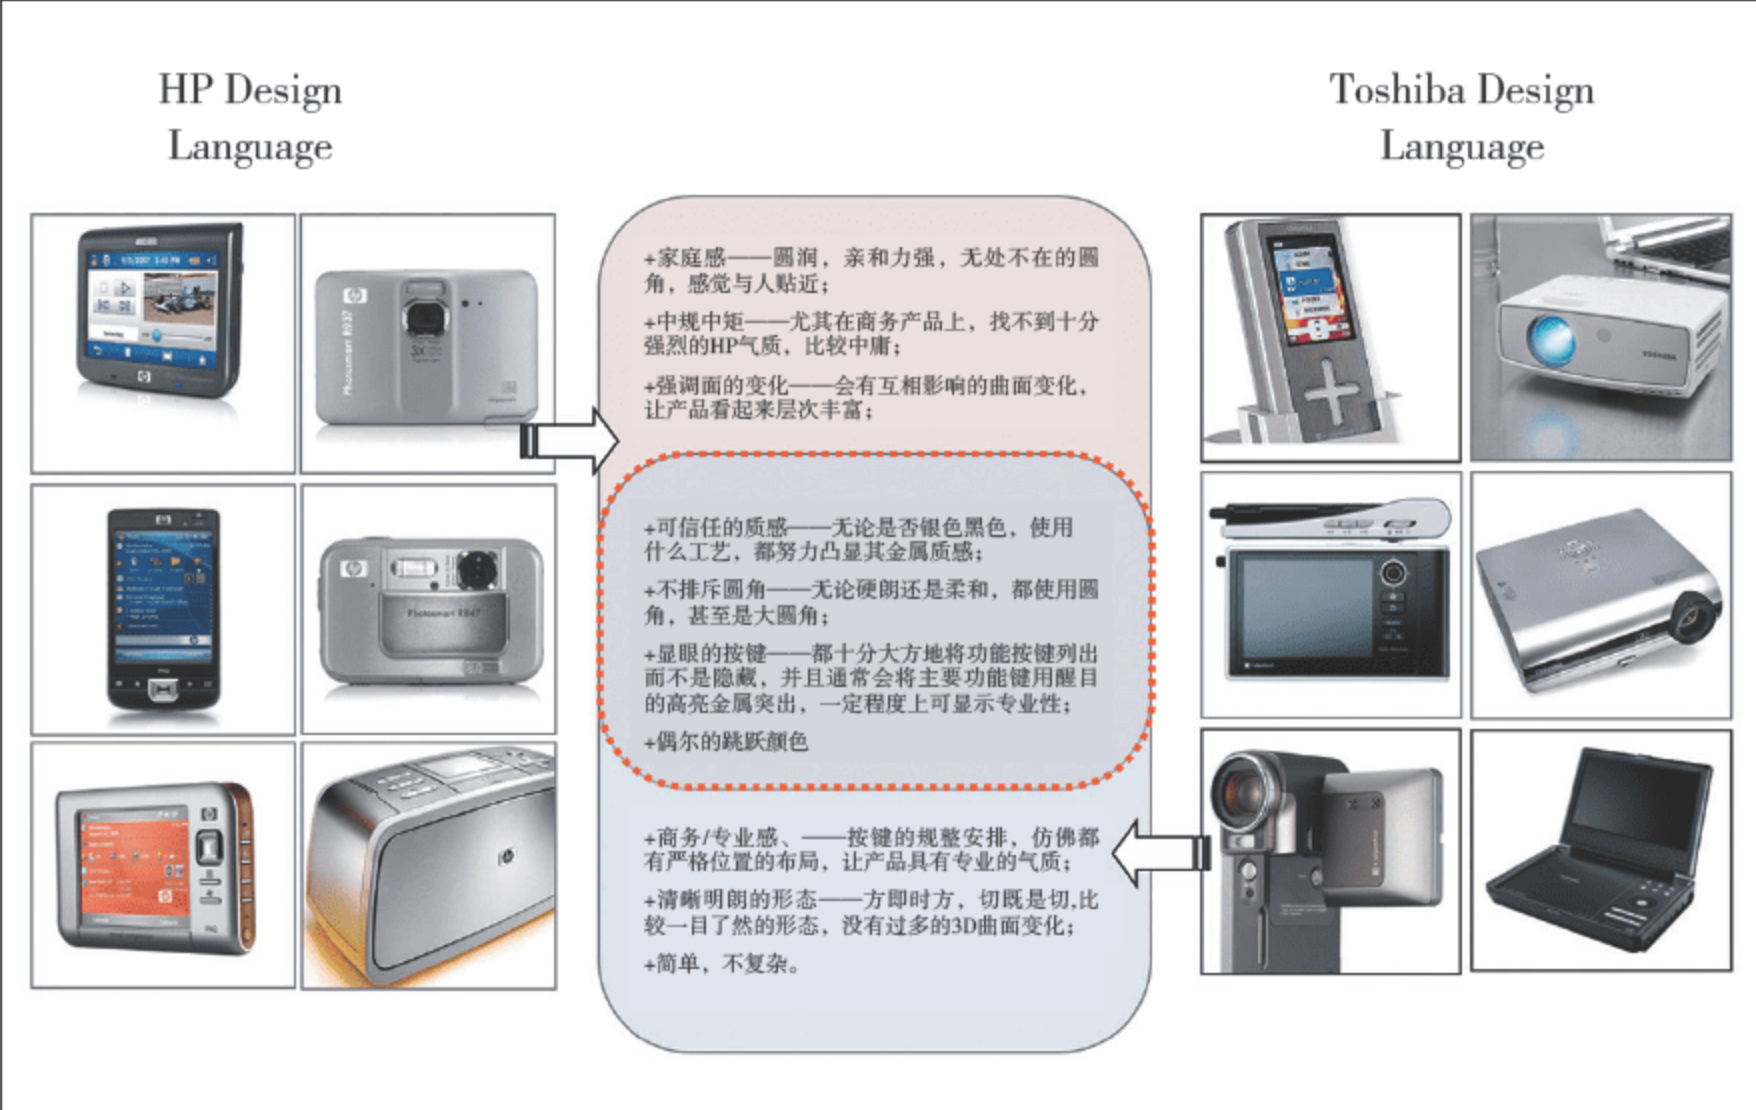 HP Design
Language
Toshiba Design
Language
+家庭感——圆润，亲和力强，无处不在的圆
角，感觉与人贴近；
+中规中矩——尤其在商务产品上，找不到十分
强烈的HP气质，比较中庸；
+强调面的变化——会有互相影响的曲面变化，
让产品看起来层次丰富；
+可信任的质感——无论是否银色黑色，使用
什么工艺，都努力凸显其金属质感；
+不排斥圆角——无论硬朗还是柔和，都使用圆
角，甚至是大圆角；
+显眼的按键——都十分大方地将功能按键列出
而不是隐藏，并且通常会将主要功能键用醒目
的高亮金属突出，一定程度上可显示专业性；
+偶尔的跳跃颜色
+商务/专业感、——按键的规整安排，仿佛都
有严格位置的布局，让产品具有专业的气质；
+清晰明朗的形态——方即时方，切既是切,比
较一目了然的形态，没有过多的3D曲面变化；
+简单，不复杂。
hp
Photosmart R937
3X
hp
Photosmart R847
hp
TOSHIBA